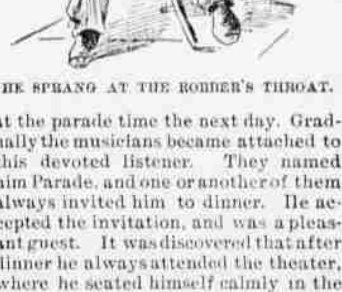 HE SPRANG AT THE ROBBER'S THROAT.
at the parade time the next day. Grad-
ually the musicians became attached to
this devoted listener. They named
him Parade, and one or another of them
always invited him to dinner. He ac-
cepted the invitation, and was a pleas-
ant guest. It was discovered that after
dinner he always attended the theater,
where he seated himself calmly in the